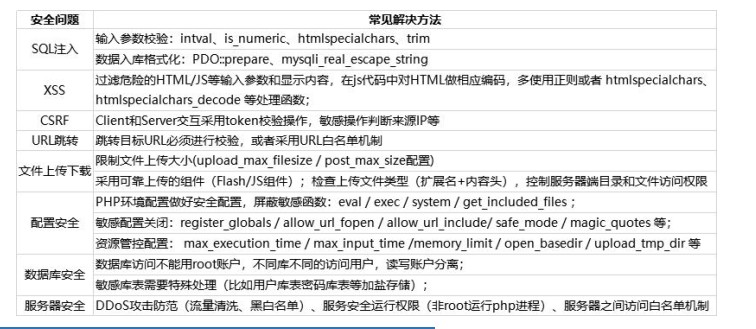 安全问题 常见解决方法
SQL注入
输入参数校验：intval、is_numeric、htmlspecialchars、trim
数据入库格式化：PDO::prepare、mysqli_real_escape_string
XSS
过滤危险的HTML/JS等输入参数和显示内容，在js代码中对HTML做相应编码，多使用正则或者 htmlspecialchars、
htmlspecialchars_decode 等处理函数；
CSRF Client和Server交互采用token校验操作，敏感操作判断来源IP等
URL跳转 跳转目标URL必须进行校验，或者采用URL白名单机制
文件上传下载
限制文件上传大小(upload_max_filesize / post_max_size配置)
采用可靠上传的组件（Flash/JS组件）；检查上传文件类型（扩展名+内容头），控制服务器端目录和文件访问权限
配置安全
PHP环境配置做好安全配置，屏蔽敏感函数：eval / exec / system / get_included_files ;
敏感配置关闭：register_globals / allow_url_fopen / allow_url_include/ safe_mode / magic_quotes 等；
资源管控配置： max_execution_time / max_input_time /memory_limit / open_basedir / upload_tmp_dir 等
数据库安全
数据库访问不能用root账户，不同库不同的访问用户，读写账户分离；
敏感库表需要特殊处理（比如用户库表密码库表等加盐存储）；
服务器安全 DDoS攻击防范（流量清洗、黑白名单）、服务安全运行权限（非root运行php进程）、服务器之间访问白名单机制